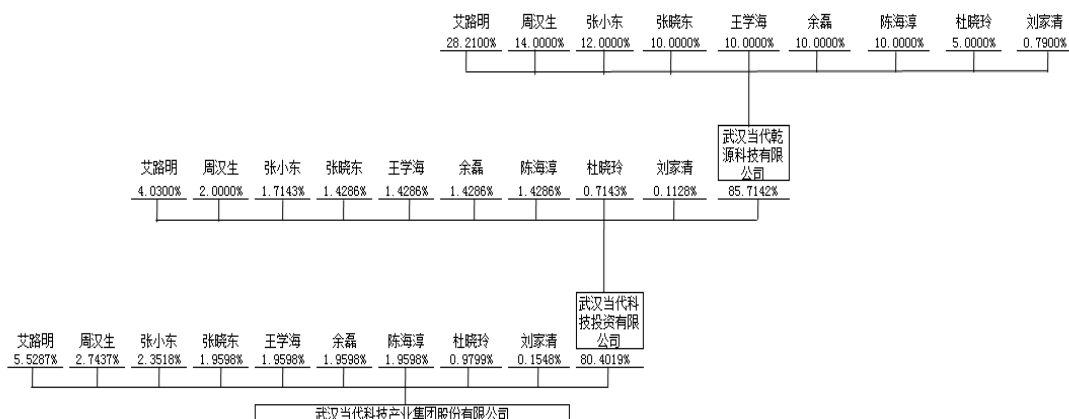 艾路明 周汉生 张小东 张晓东 王学海 余磊 陈海淳 杜晓玲 刘家清
28.2100% 14.0000% 12.0000% 10.0000% 10.0000% 10.0000% 10.0000% 5.0000% 0.7900%
武汉当代乾
源科技有限
公司
艾路明 周汉生 张小东 张晓东 王学海 余磊 陈海淳 杜晓玲 刘家清
4.0300% 2.0000% 1.7143% 1.4286% 1.4286% 1.4286% 1.4286% 0.7143% 0.1128% 85.7142%
武汉当代科
技投资有限
公司
艾路明 周汉生 张小东 张晓东 王学海 余磊 陈海淳 杜晓玲 刘家清
5.5287% 2.7437% 2.3518% 1.9598% 1.9598% 1.9598% 1.9598% 0.9799% 0.1548% 80.4019%
武汉当代科技产业集团股份有限公司